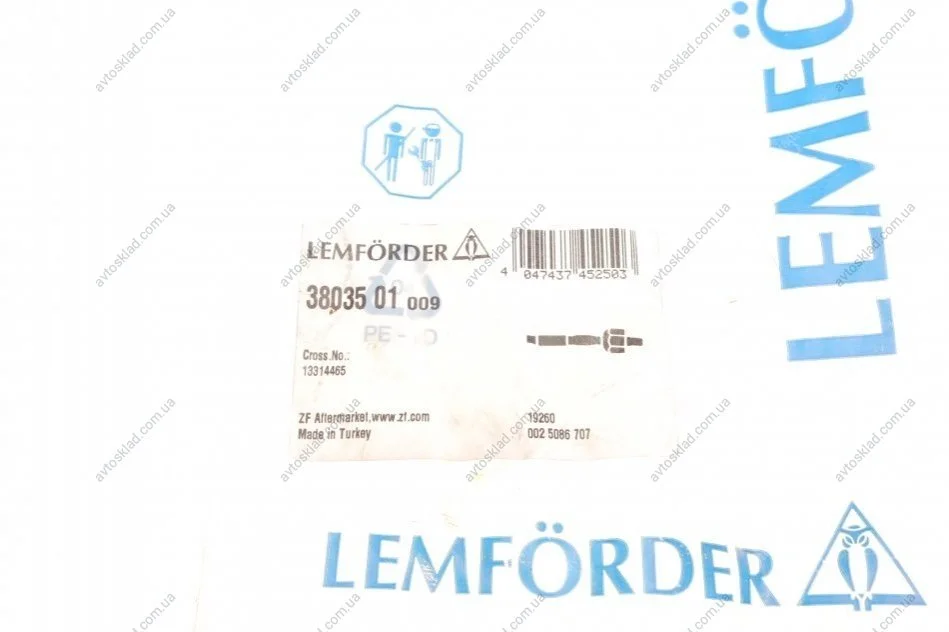 LEMFÖ
LEMFÖRDER
4 047437 452503
38035 01 009
PE -
Cross.No.:
13314465
ZF Aftermarket,www.zf.com
Made in Turkey
19260
002 5086 707
LEMFÖRDER
avtosklad.com.ua